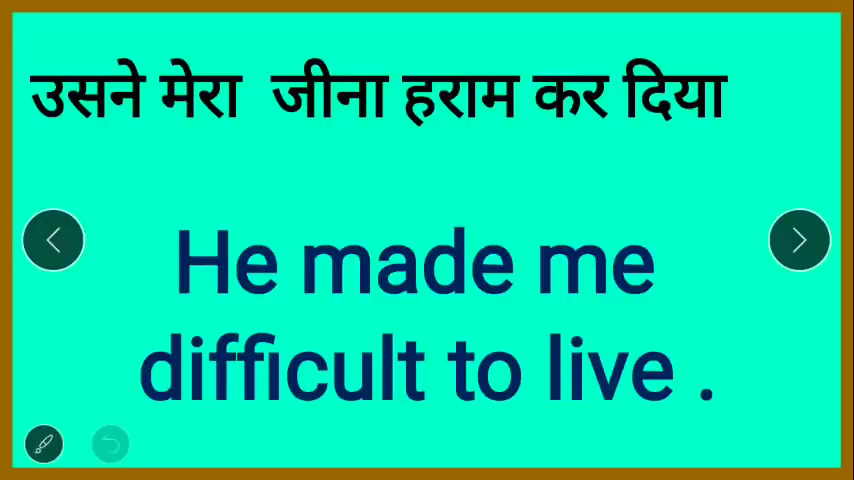 उसने मेरा जीना हराम कर दिया
He made me
difficult to live .